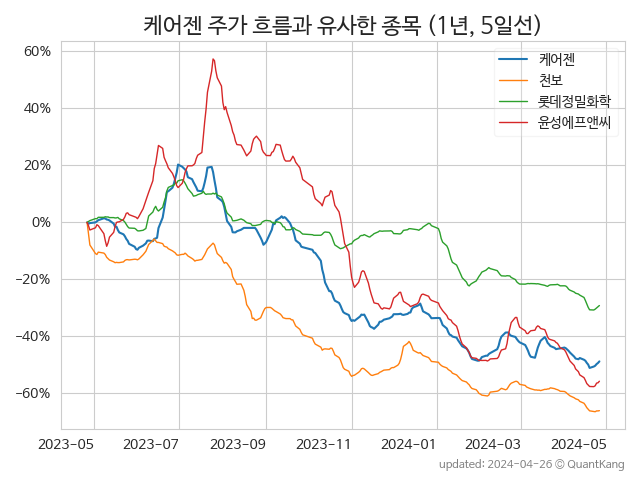 케어젠 주가 흐름과 유사한 종목 (1년, 5일선)
케어젠
천보
롯데정밀화학
윤성에프앤씨
60%
40%
20%
0%
−20%
−40%
−60%
2023-05 2023-07 2023-09 2023-11 2024-01 2024-03 2024-05
updated: 2024-04-26 © QuantKang